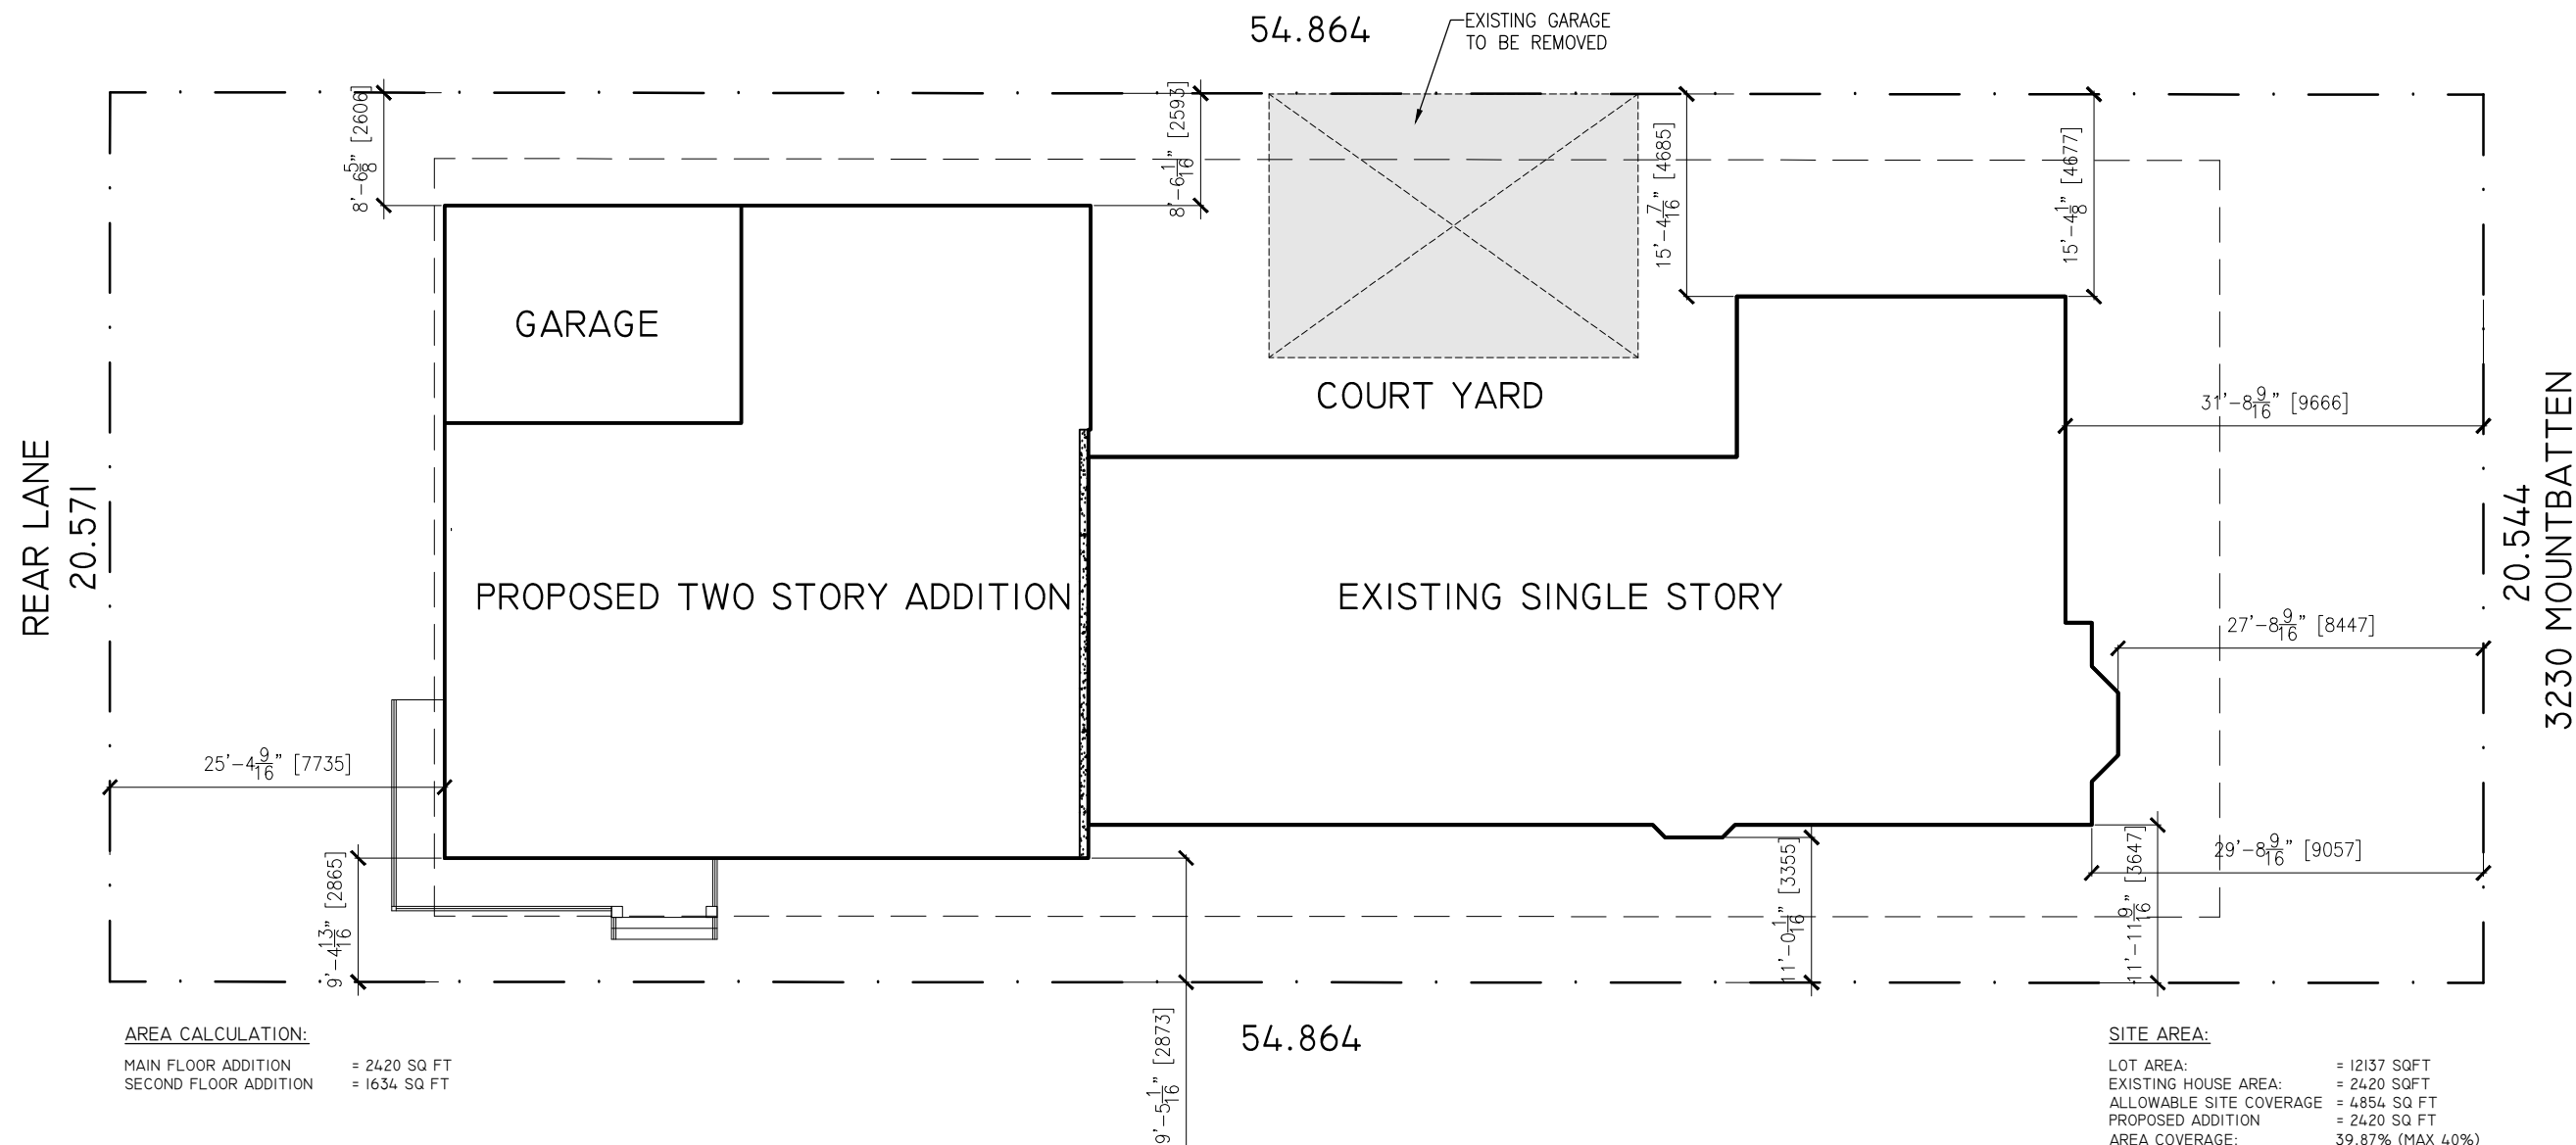 54.864
EXISTING GARAGE
TO BE REMOVED
8'-6 5/8" [2606]
8'-6 1/16" [2593]
15'-4 7/16" [4685]
15'-4 1/8" [4677]
GARAGE
COURT YARD
31'-8 9/16" [9666]
REAR LANE
20.571
PROPOSED TWO STORY ADDITION
EXISTING SINGLE STORY
20.544
3230 MOUNTBATTEN
27'-8 9/16" [8447]
25'-4 9/16" [7735]
29'-8 9/16" [9057]
9'-4 13/16" [2865]
11'-0 1/16" [3355]
11'-11 9/16" [3647]
9'-5 1/16" [2873]
54.864
AREA CALCULATION:
MAIN FLOOR ADDITION = 2420 SQ FT
SECOND FLOOR ADDITION = 1634 SQ FT
SITE AREA:
LOT AREA: = 12137 SQFT
EXISTING HOUSE AREA: = 2420 SQFT
ALLOWABLE SITE COVERAGE = 4854 SQ FT
PROPOSED ADDITION = 2420 SQ FT
AREA COVERAGE: 39.87% (MAX 40%)